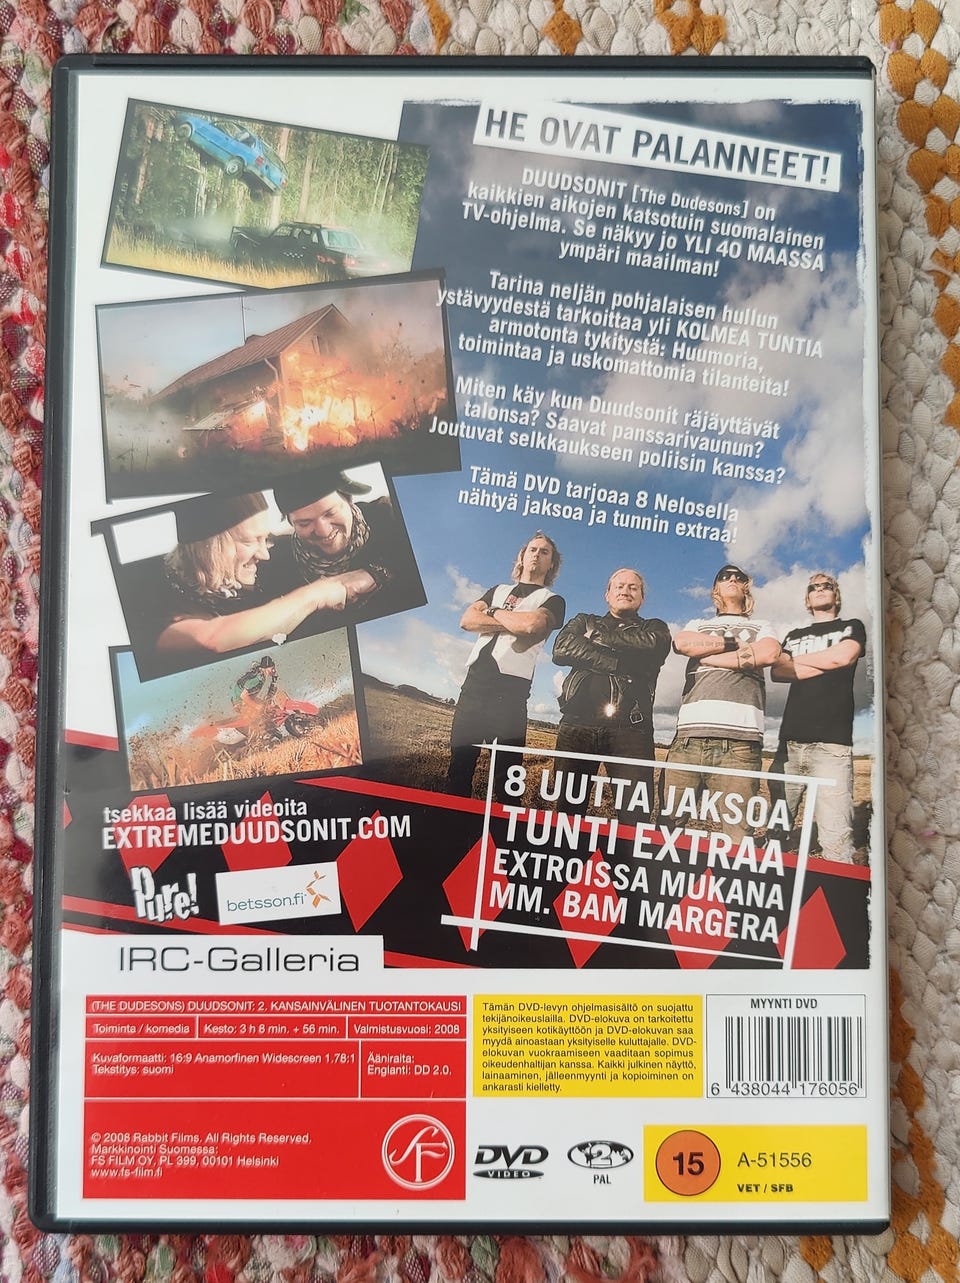 HE OVAT PALANNEET!
DUUDSONIT [The Dudesons] on
kaikkien aikojen katsotuin suomalainen
TV-ohjelma. Se näkyy jo YLI 40 MAASSA
ympäri maailman!
Tarina neljän pohjalaisen hullun
ystävyydestä tarkoittaa yli KOLMEA TUNTIA
armotonta tykitystä: Huumoria,
toimintaa ja uskomattomia tilanteita!
Miten käy kun Duudsonit räjäyttävät
talonsa? Saavat panssarivaunun?
Joutuvat selkkaukseen poliisin kanssa?
Tämä DVD tarjoaa 8 Nelosella
nähtyä jaksoa ja tunnin extraa!
8 UUTTA JAKSOA
TUNTI EXTRAA
EXTROISSA MUKANA
MM. BAM MARGERA
tsekkaa lisää videoita
EXTREMEDUUDSONIT.COM
Pure!
betsson.fi
IRC-Galleria
(THE DUDESONS) DUUDSONIT: 2. KANSAINVÄLINEN TUOTANTOKAUSI
Toiminta / komedia
Kesto: 3 h 8 min. + 56 min.
Valmistusvuosi: 2008
Kuvaformaatti: 16:9 Anamorfinen Widescreen 1.78:1
Tekstitys: suomi
Ääniraita:
Englanti: DD 2.0.
© 2008 Rabbit Films. All Rights Reserved.
Markkinointi Suomessa:
FS FILM OY, PL 399, 00101 Helsinki
www.fs-film.fi
SF
Tämän DVD-levyn ohjelmasisältö on suojattu
tekijänoikeuslailla. DVD-elokuva on tarkoitettu
yksityiseen kotikäyttöön ja DVD-elokuvan saa
myydä ainoastaan yksityiselle kuluttajalle. DVD-
elokuvan vuokraamiseen vaaditaan sopimus
oikeudenhaltijan kanssa. Kaikki julkinen näyttö,
lainaaminen, jälleenmyynti ja kopioiminen on
ankarasti kielletty.
MYYNTI DVD
6 438044 176056
DVD
VIDEO
2
PAL
15
A-51556
VET / SFB